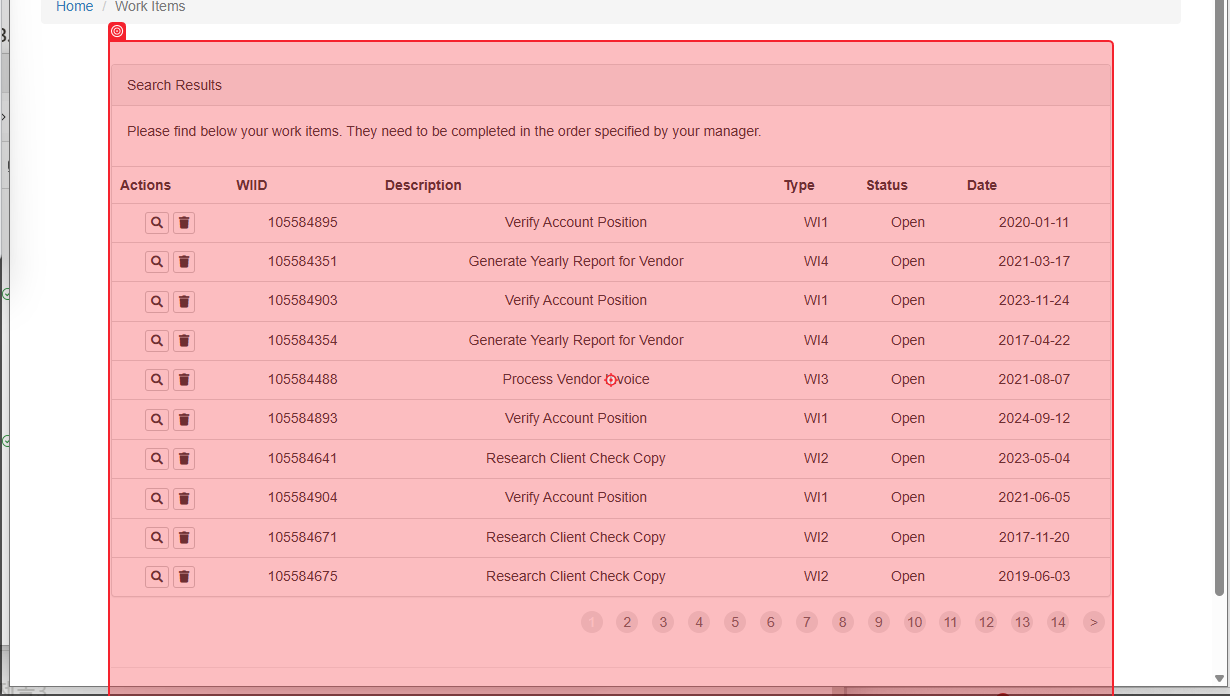 Home / Work Items
Search Results
Please find below your work items. They need to be completed in the order specified by your manager.
Actions WIID Description Type Status Date
105584895 Verify Account Position WI1 Open 2020-01-11
105584351 Generate Yearly Report for Vendor WI4 Open 2021-03-17
105584903 Verify Account Position WI1 Open 2023-11-24
105584354 Generate Yearly Report for Vendor WI4 Open 2017-04-22
105584488 Process Vendor voice WI3 Open 2021-08-07
105584893 Verify Account Position WI1 Open 2024-09-12
105584641 Research Client Check Copy WI2 Open 2023-05-04
105584904 Verify Account Position WI1 Open 2021-06-05
105584671 Research Client Check Copy WI2 Open 2017-11-20
105584675 Research Client Check Copy WI2 Open 2019-06-03
1 2 3 4 5 6 7 8 9 10 11 12 13 14 >